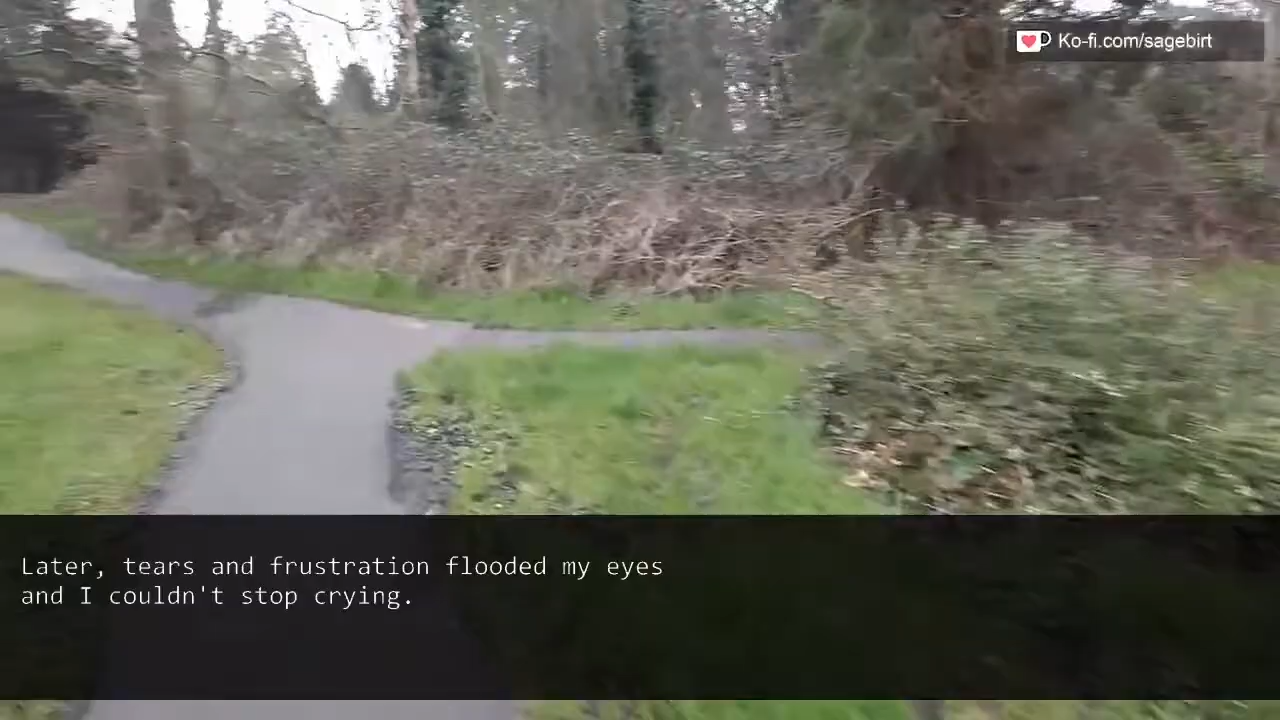 Ko-fi.com/sagebirt
Later, tears and frustration flooded my eyes
and I couldn't stop crying.